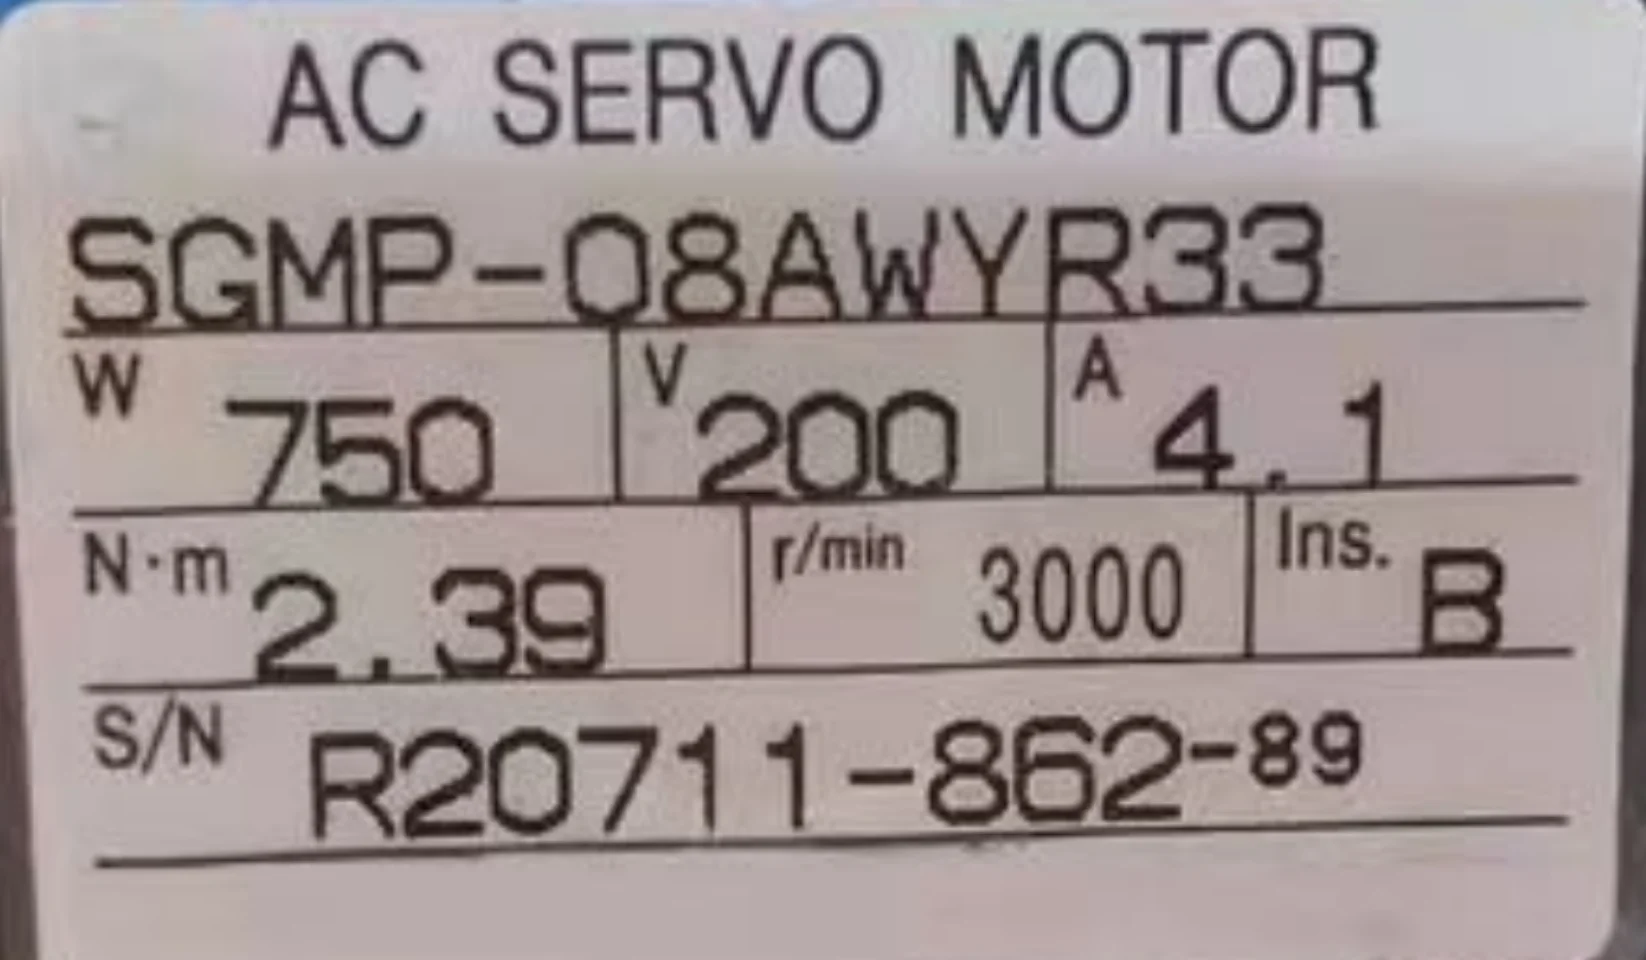 AC SERVO MOTOR
SGMP-08AWYR33
W 750 V 200 A 4.1
N·m 2.39 r/min 3000 Ins. B
S/N R20711-862-89